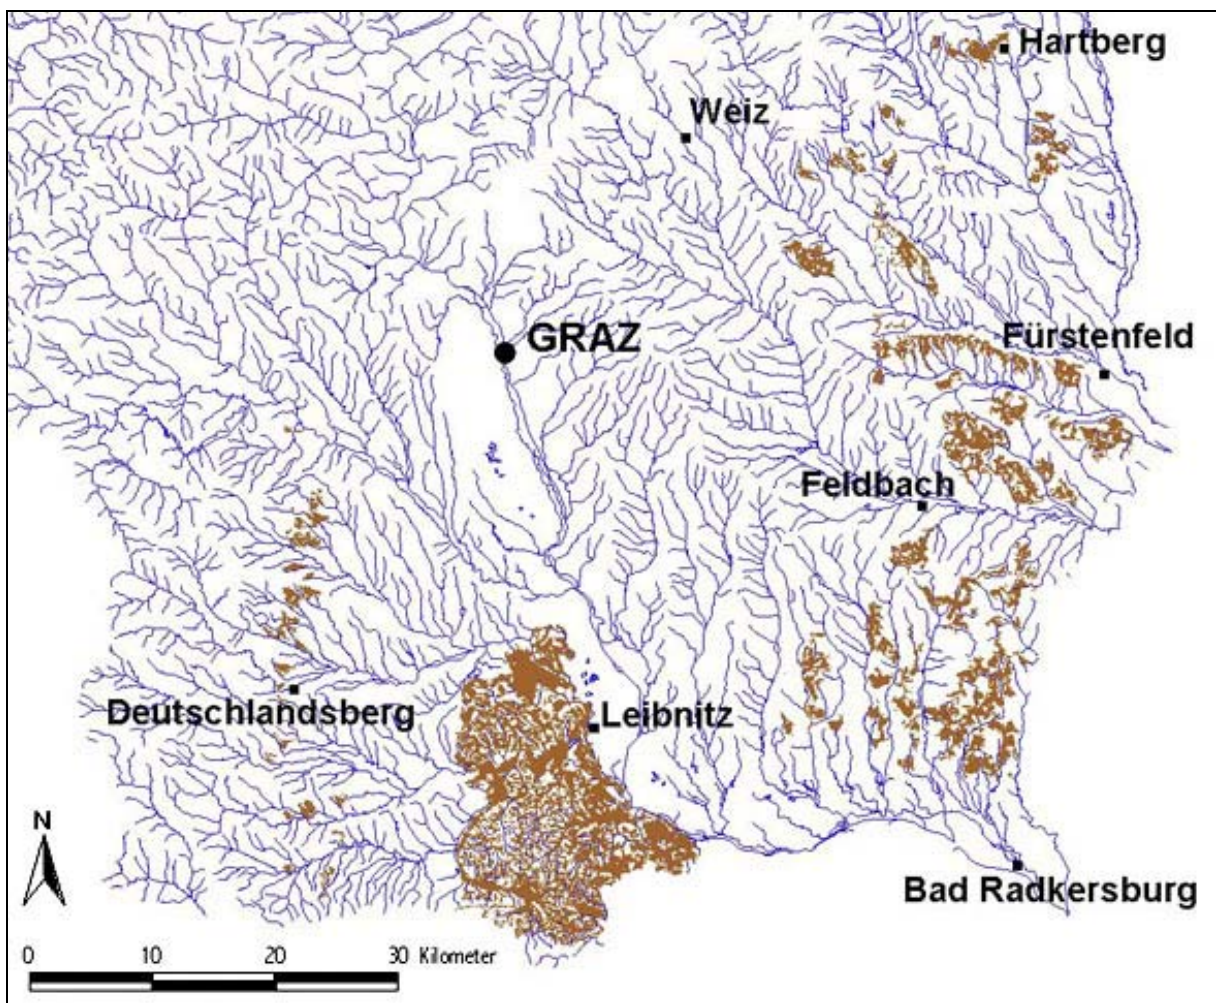 Hartberg
Weiz
GRAZ
Fürstenfeld
Feldbach
Deutschlandsberg
Leibnitz
N
Bad Radkersburg
0 10 20 30 Kilometer